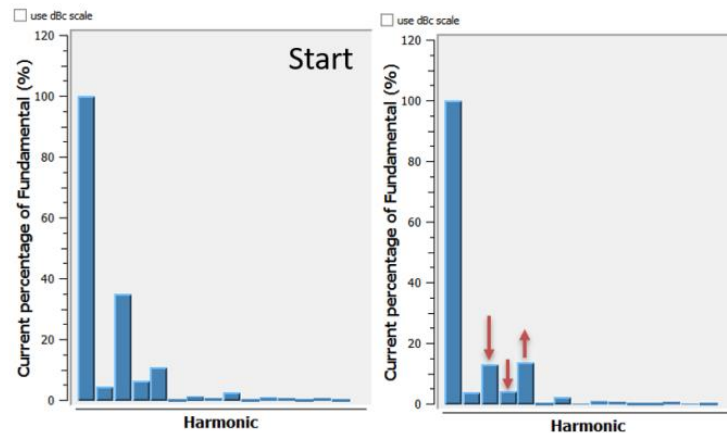 use dBc scale
Start
Current percentage of Fundamental (%)
120
100
80
60
40
20
0
Harmonic
use dBc scale
Current percentage of Fundamental (%)
120
100
80
60
40
20
0
Harmonic